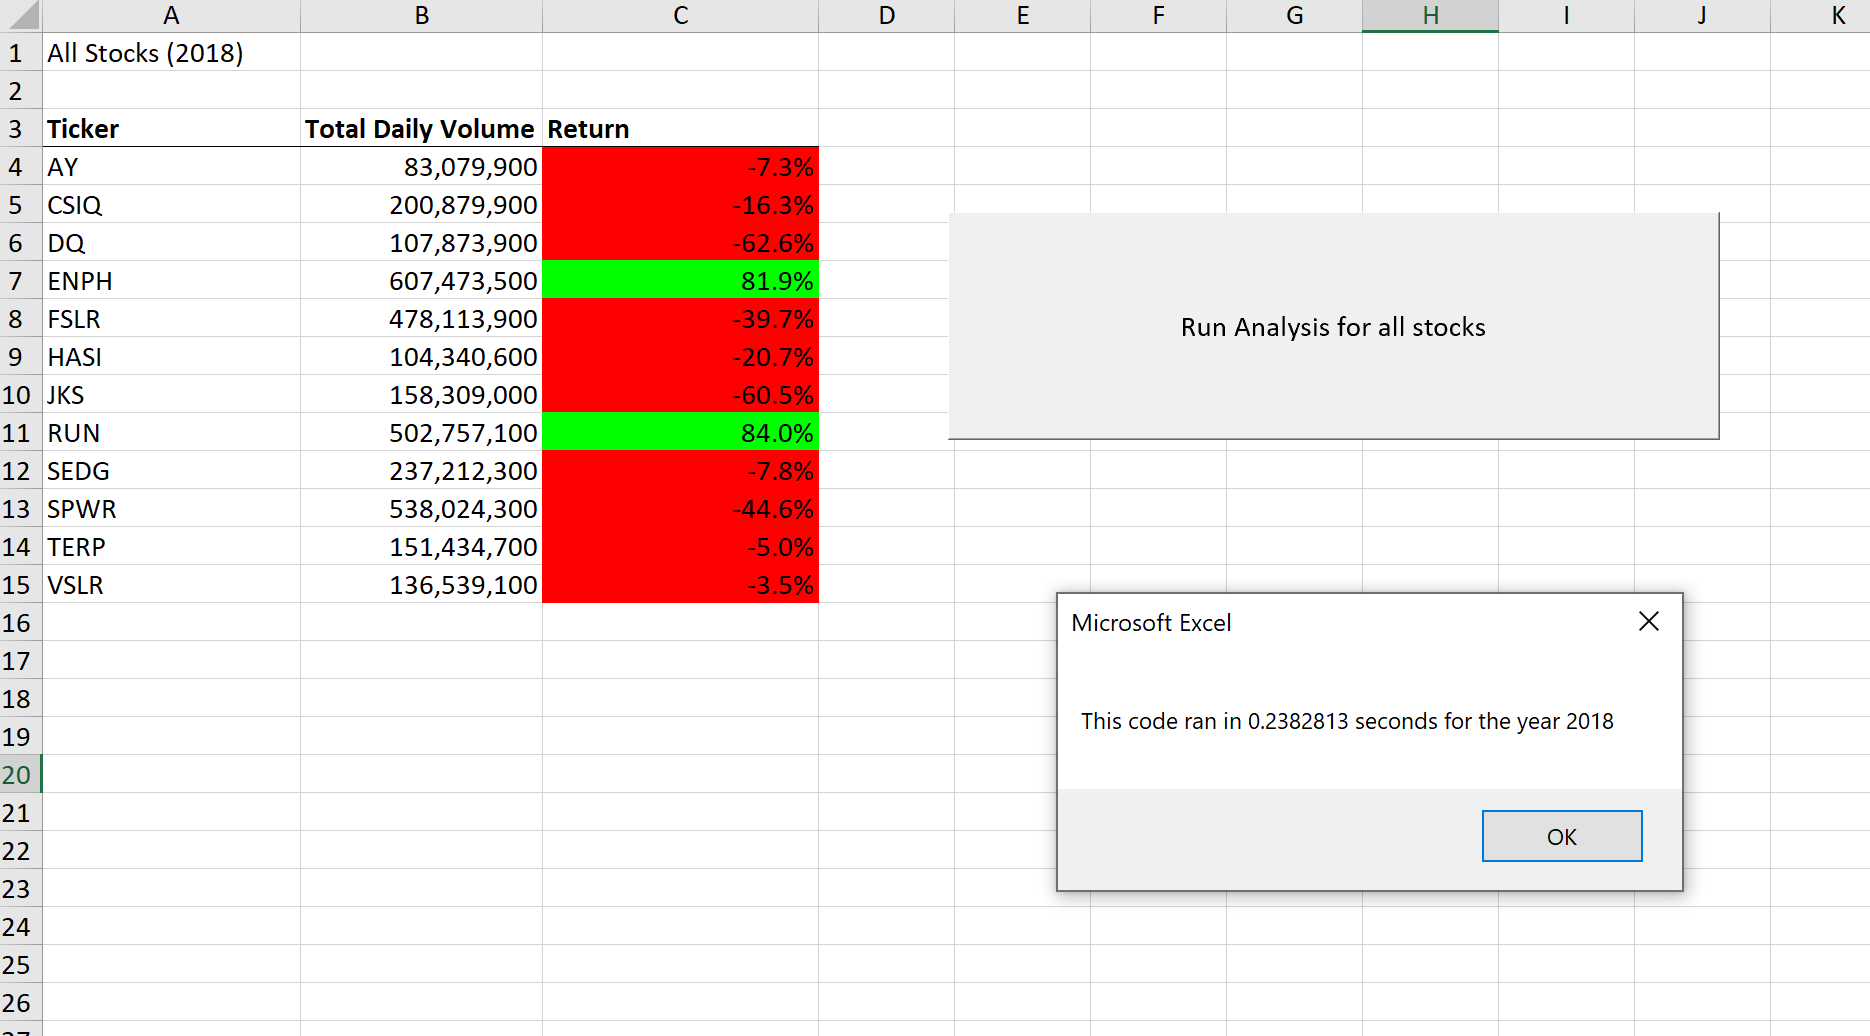 A B C D E F G H I J K
1 All Stocks (2018)
2
3 Ticker Total Daily Volume Return
4 AY 83,079,900 -7.3%
5 CSIQ 200,879,900 -16.3%
6 DQ 107,873,900 -62.6%
7 ENPH 607,473,500 81.9%
8 FSLR 478,113,900 -39.7%
9 HASI 104,340,600 -20.7%
10 JKS 158,309,000 -60.5%
11 RUN 502,757,100 84.0%
12 SEDG 237,212,300 -7.8%
13 SPWR 538,024,300 -44.6%
14 TERP 151,434,700 -5.0%
15 VSLR 136,539,100 -3.5%
16
17
18
19
20
21
22
23
24
25
26
Run Analysis for all stocks
Microsoft Excel
This code ran in 0.2382813 seconds for the year 2018
OK